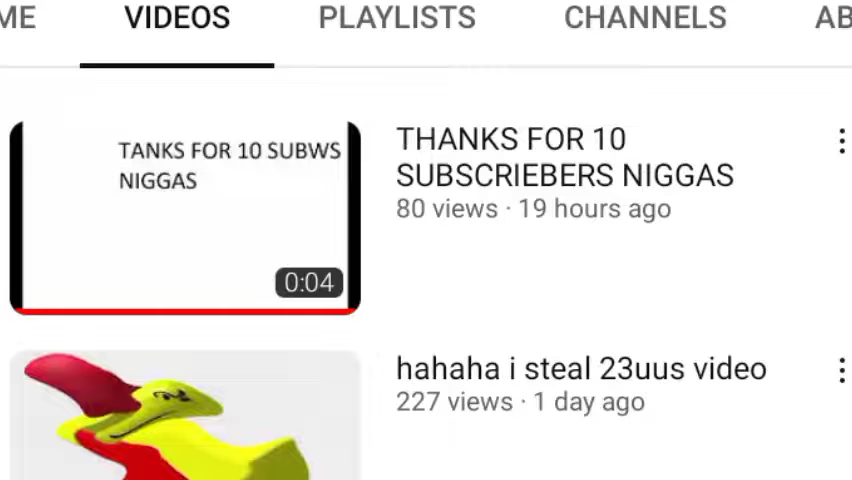 ME VIDEOS PLAYLISTS CHANNELS AB
TANKS FOR 10 SUBWS
NIGGAS
0:04
THANKS FOR 10
SUBSCRIEBERS NIGGAS
80 views · 19 hours ago
hahaha i steal 23uus video
227 views · 1 day ago